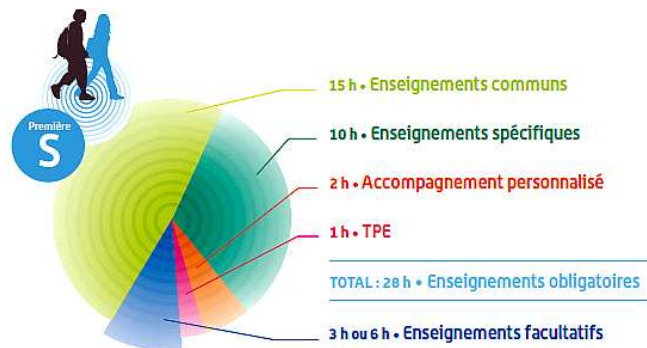 Première
S
15 h • Enseignements communs
10 h • Enseignements spécifiques
2 h • Accompagnement personnalisé
1 h • TPE
TOTAL : 28 h • Enseignements obligatoires
3 h ou 6 h • Enseignements facultatifs